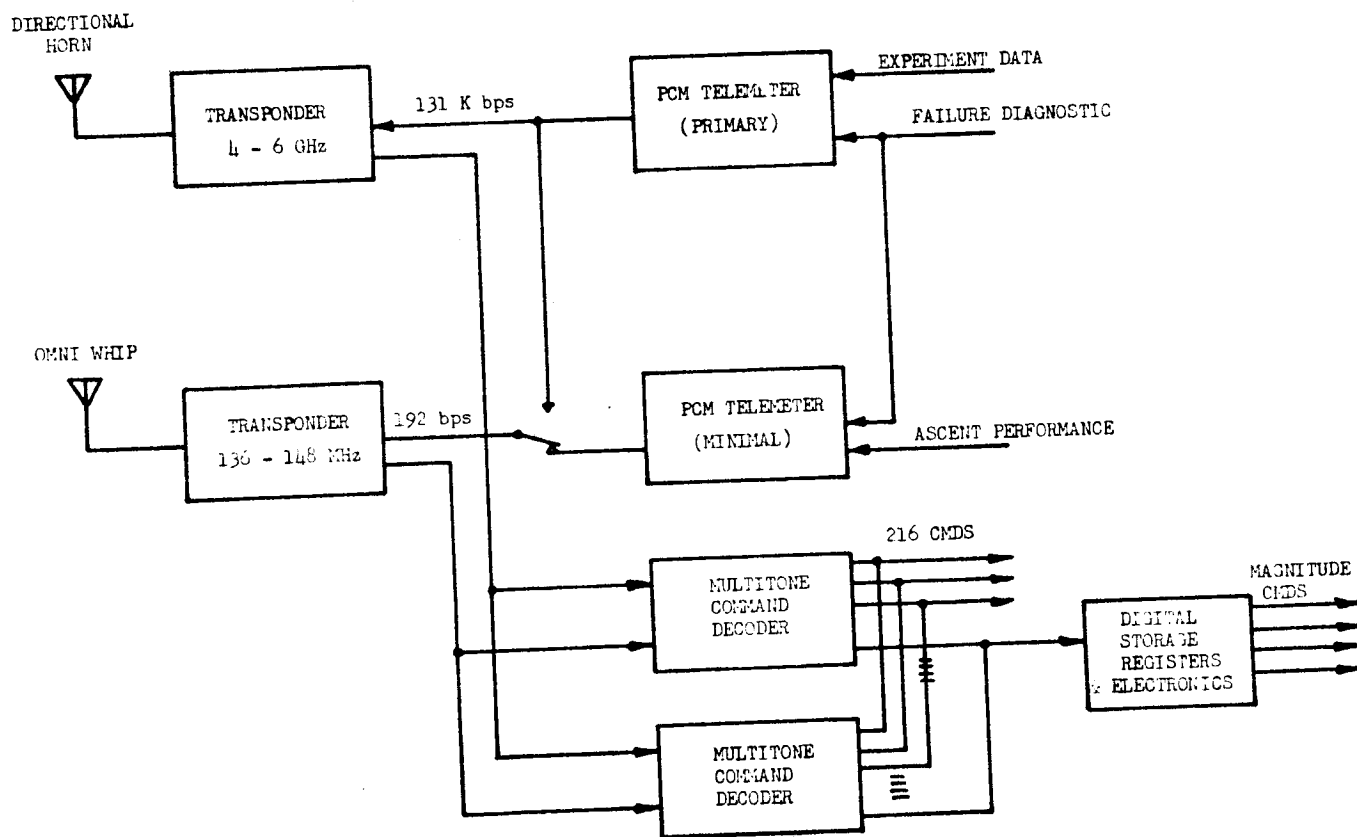 DIRECTIONAL
HORN
TRANSPONDER
4 - 6 GHz
131 K bps
PCM TELEMETER
(PRIMARY)
EXPERIMENT DATA
FAILURE DIAGNOSTIC
OMNI WHIP
TRANSPONDER
136 - 148 MHz
192 bps
PCM TELEMETER
(MINIMAL)
ASCENT PERFORMANCE
216 CMDS
MULTITONE
COMMAND
DECODER
MAGNITUDE
CMDS
DIGITAL
STORAGE
REGISTERS
& ELECTRONICS
MULTITONE
COMMAND
DECODER